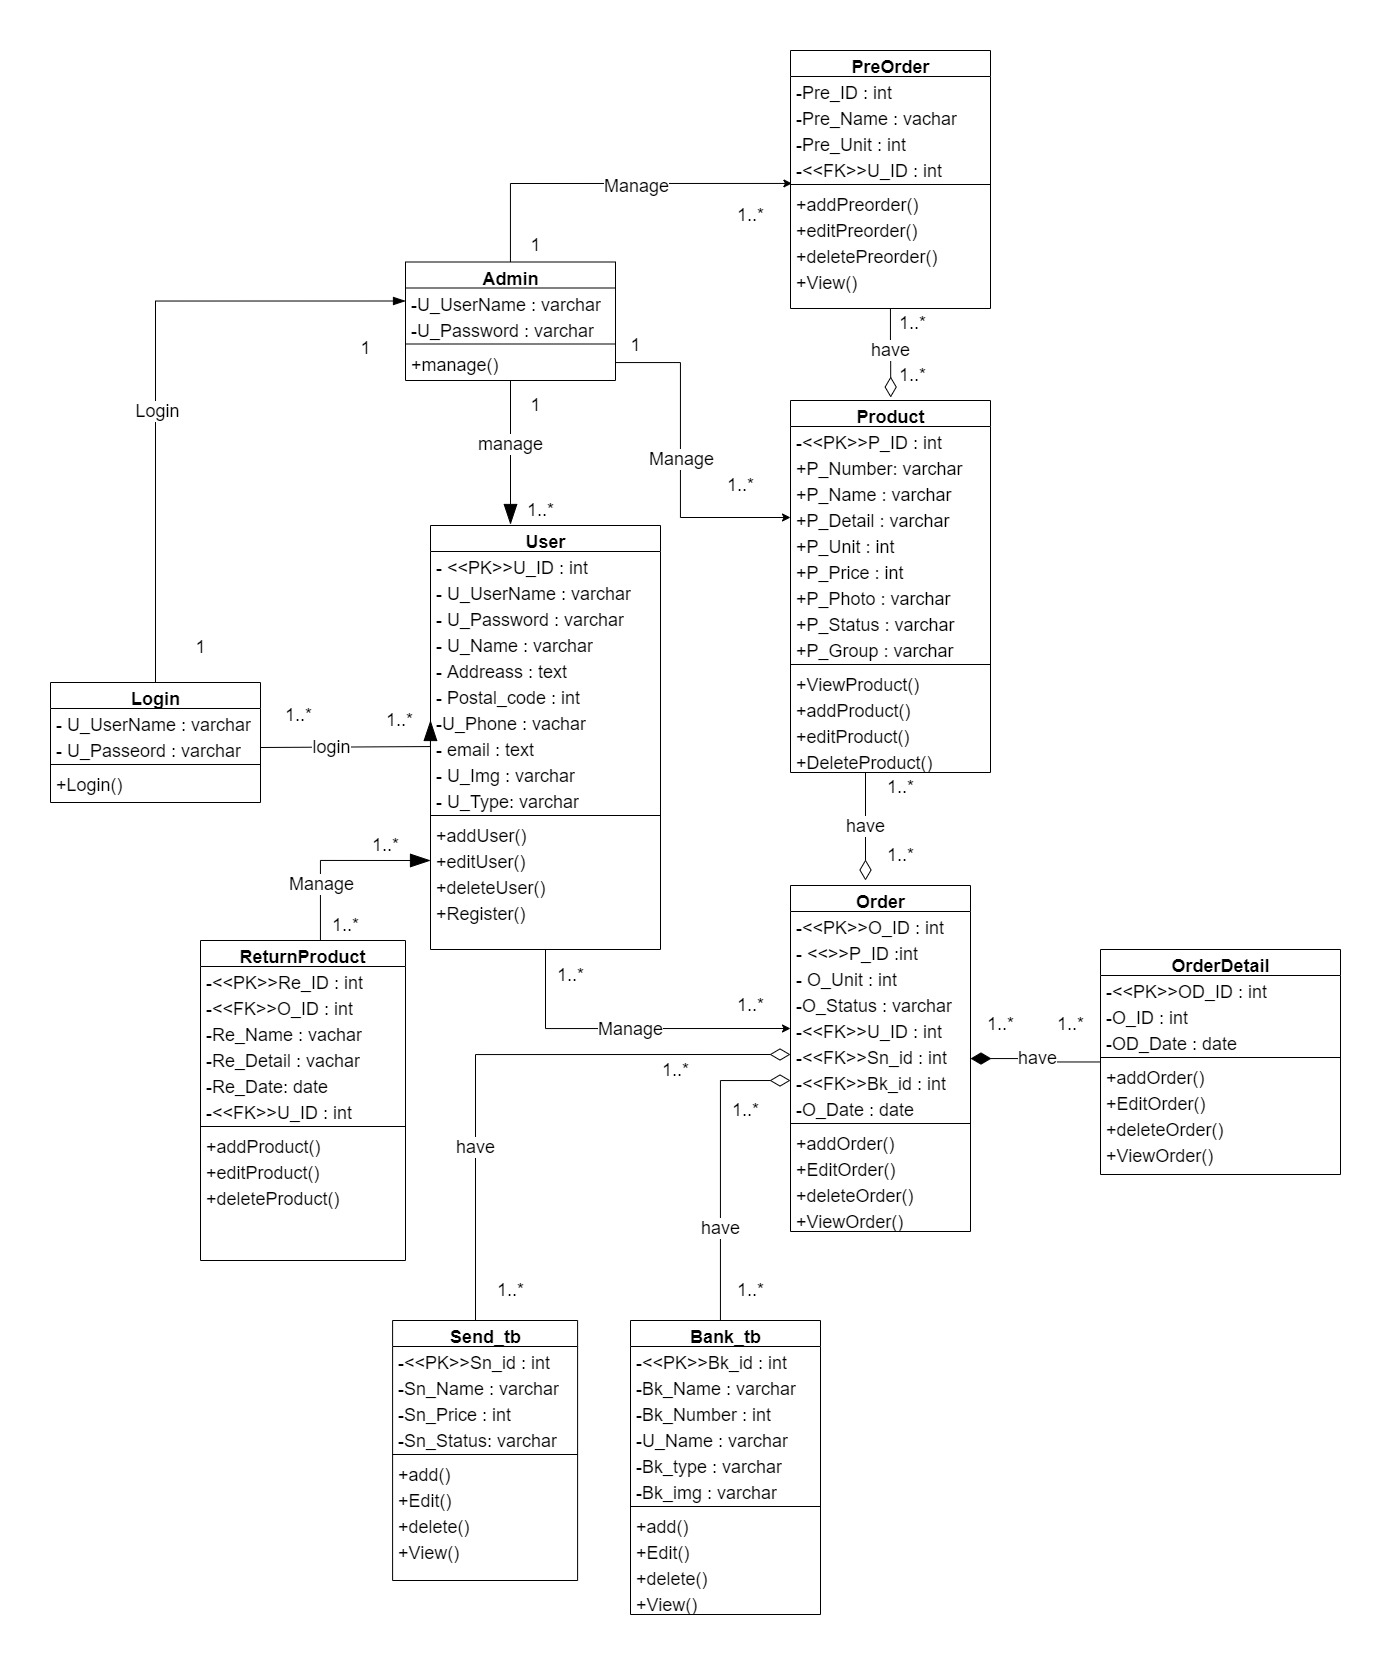 PreOrder
-Pre_ID : int
-Pre_Name : vachar
-Pre_Unit : int
-<<FK>>U_ID : int
+addPreorder()
+editPreorder()
+deletePreorder()
+View()
Manage
1..*
1
Admin
-U_UserName : varchar
-U_Password : varchar
+manage()
1
1
1..*
have
1..*
Login
1
manage
1..*
Manage
1..*
Product
-<<PK>>P_ID : int
+P_Number: varchar
+P_Name : varchar
+P_Detail : varchar
+P_Unit : int
+P_Price : int
+P_Photo : varchar
+P_Status : varchar
+P_Group : varchar
+ViewProduct()
+addProduct()
+editProduct()
+DeleteProduct()
User
- <<PK>>U_ID : int
- U_UserName : varchar
- U_Password : varchar
- U_Name : varchar
- Addreass : text
- Postal_code : int
-U_Phone : vachar
- email : text
- U_Img : varchar
- U_Type: varchar
+addUser()
+editUser()
+deleteUser()
+Register()
1
Login
- U_UserName : varchar
- U_Passeord : varchar
+Login()
1..*
login
1..*
1..*
have
1..*
1..*
Manage
1..*
ReturnProduct
-<<PK>>Re_ID : int
-<<FK>>O_ID : int
-Re_Name : vachar
-Re_Detail : vachar
-Re_Date: date
-<<FK>>U_ID : int
+addProduct()
+editProduct()
+deleteProduct()
1..*
Manage
1..*
Order
-<<PK>>O_ID : int
- <<>>P_ID :int
- O_Unit : int
-O_Status : varchar
-<<FK>>U_ID : int
-<<FK>>Sn_id : int
-<<FK>>Bk_id : int
-O_Date : date
+addOrder()
+EditOrder()
+deleteOrder()
+ViewOrder()
1..*
have
1..*
OrderDetail
-<<PK>>OD_ID : int
-O_ID : int
-OD_Date : date
+addOrder()
+EditOrder()
+deleteOrder()
+ViewOrder()
1..*
have
1..*
1..*
have
1..*
Send_tb
-<<PK>>Sn_id : int
-Sn_Name : varchar
-Sn_Price : int
-Sn_Status: varchar
+add()
+Edit()
+delete()
+View()
Bank_tb
-<<PK>>Bk_id : int
-Bk_Name : varchar
-Bk_Number : int
-U_Name : varchar
-Bk_type : varchar
-Bk_img : varchar
+add()
+Edit()
+delete()
+View()